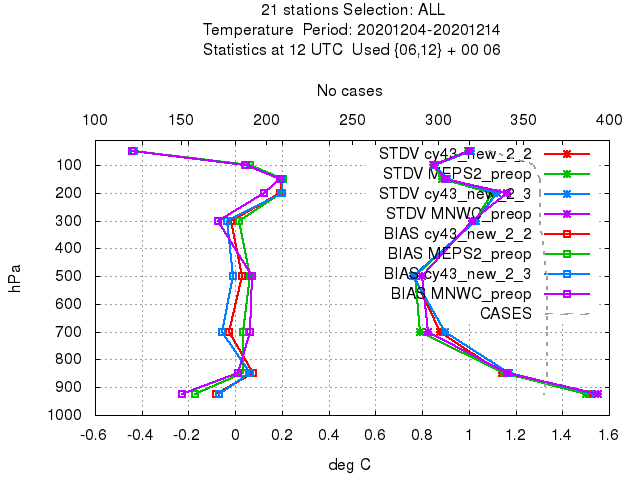 21 stations Selection: ALL
Temperature  Period: 20201204-20201214
Statistics at 12 UTC  Used {06,12} + 00 06
No cases
100 150 200 250 300 350 400
STDV cy43_new_2_2
100
STDV MEPS2_preop
STDV cy43_new_2_3
200
STDV MNWC_preop
300
BIAS cy43_new_2_2
400
BIAS MEPS2_preop
BIAS cy43_new_2_3
500
BIAS MNWC_preop
600
CASES
700
800
900
1000
hPa
-0.6 -0.4 -0.2 0 0.2 0.4 0.6 0.8 1 1.2 1.4 1.6
deg C